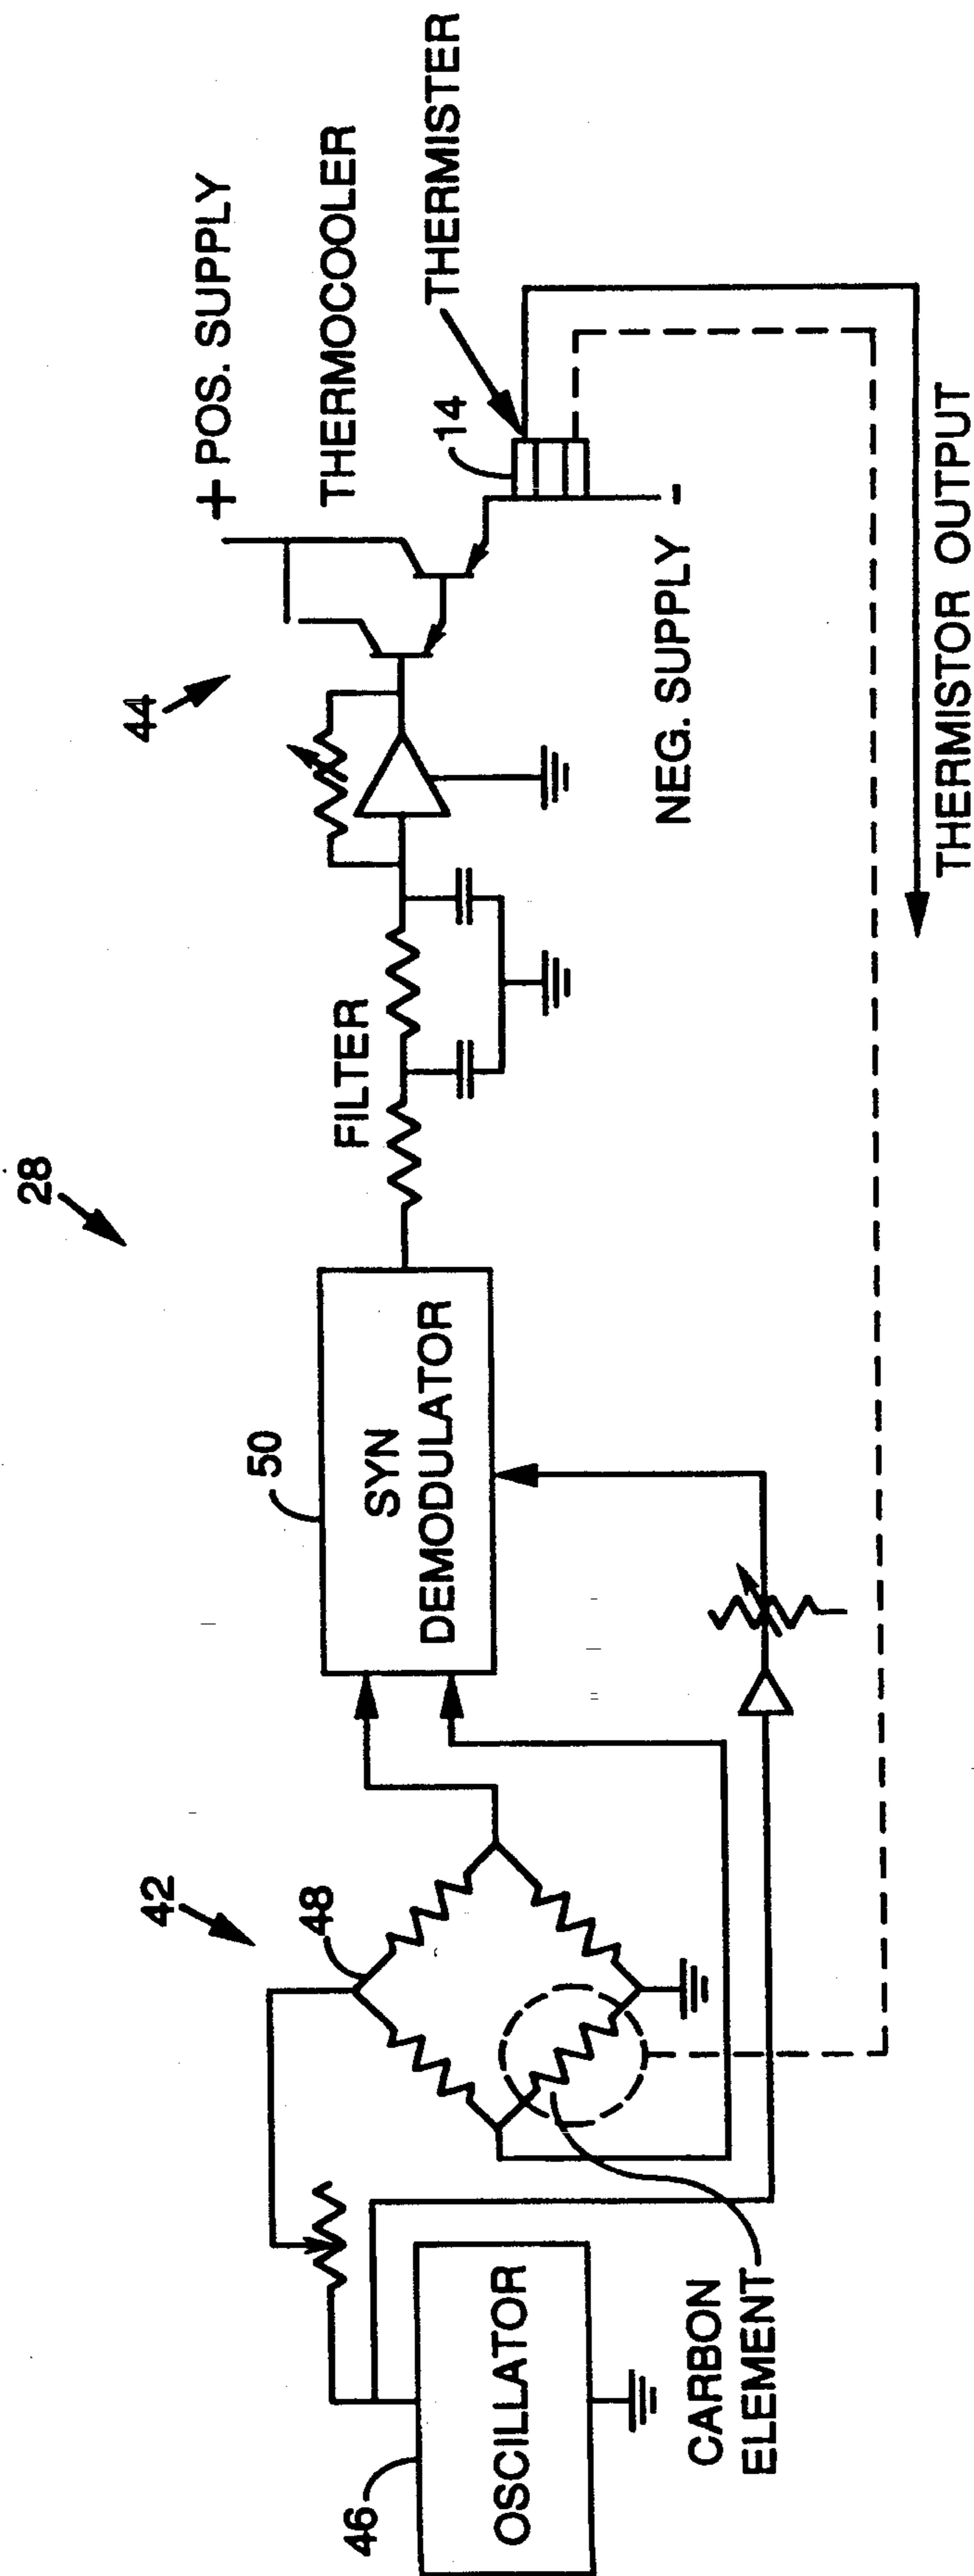 28
42
44
46
OSCILLATOR
48
CARBON
ELEMENT
50
SYN
DEMODULATOR
FILTER
+ POS. SUPPLY
THERMOCOOLER
THERMISTER
14
NEG. SUPPLY
-
THERMISTOR OUTPUT